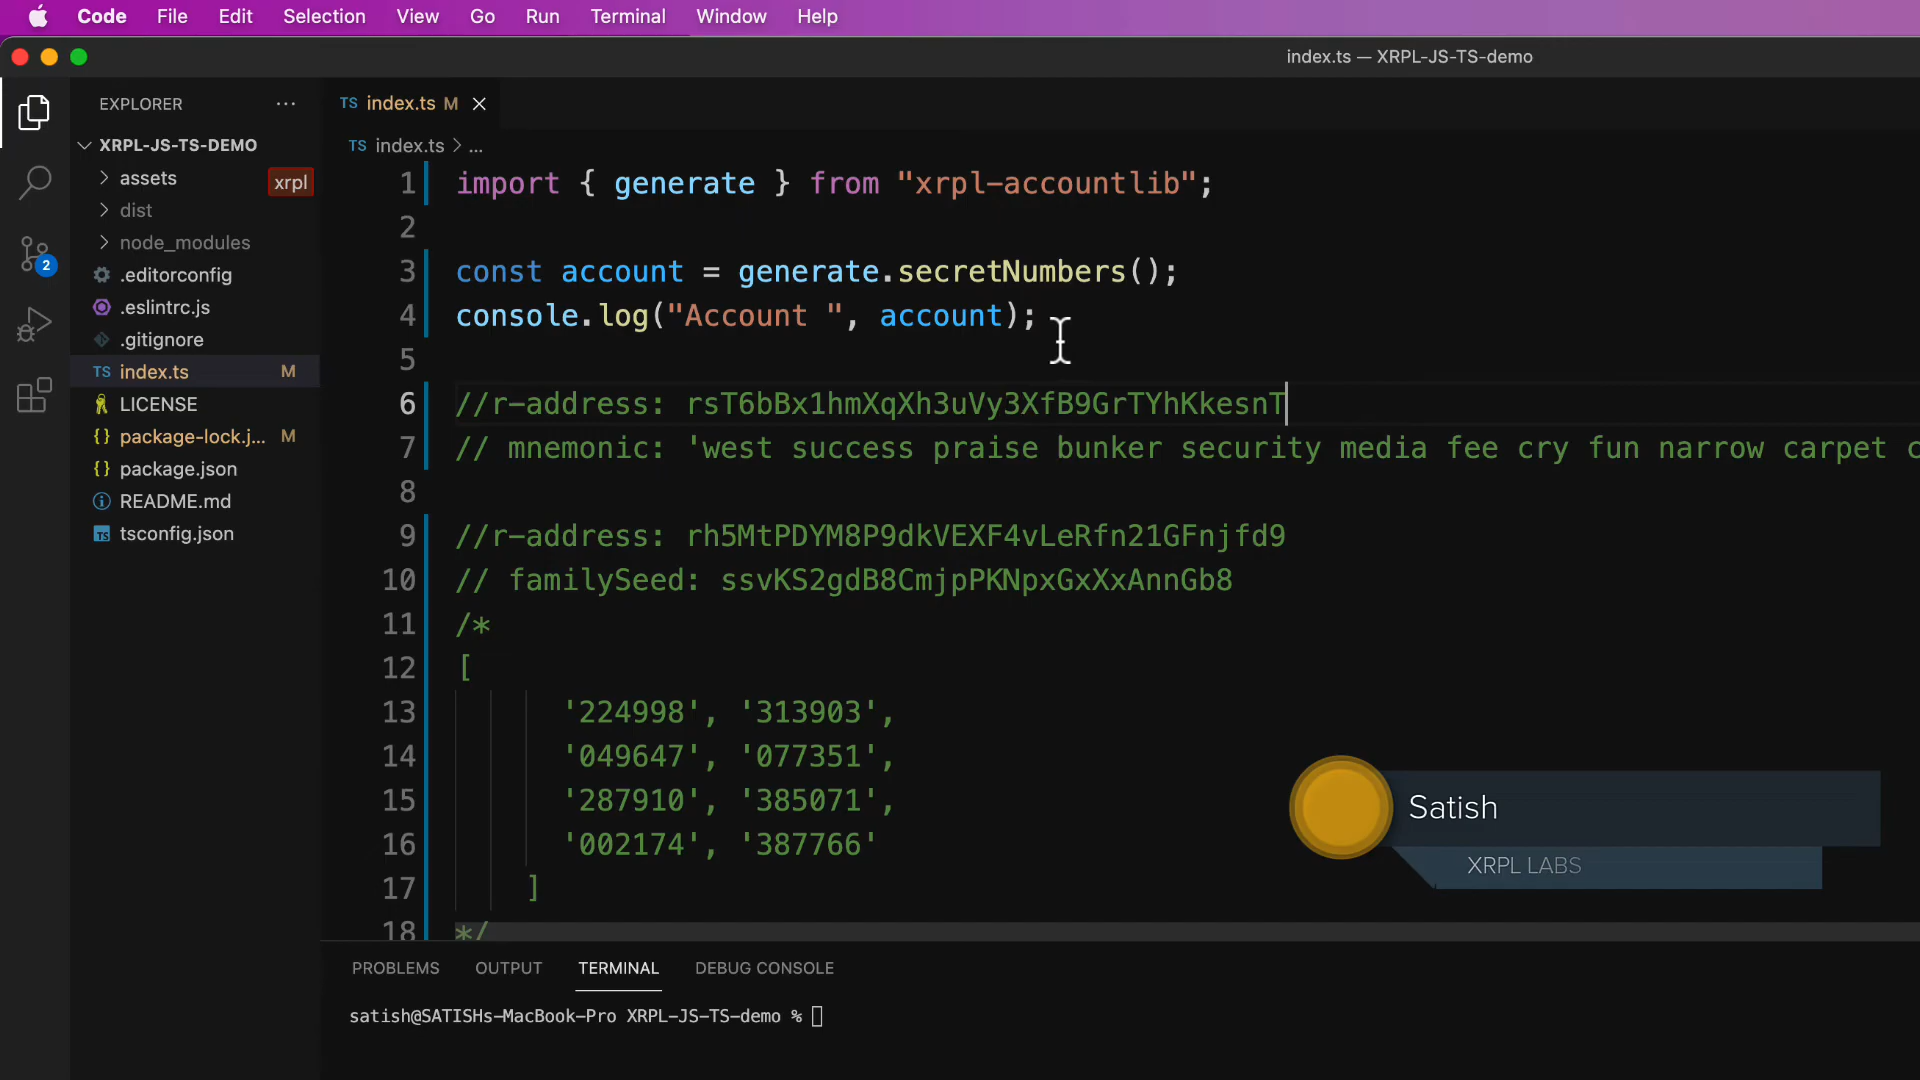 Code File Edit Selection View Go Run Terminal Window Help
index.ts — XRPL-JS-TS-demo
EXPLORER ...
TS index.ts M
XRPL-JS-TS-DEMO
TS index.ts > ...
assets
xrpl
dist
node_modules
.editorconfig
.eslintrc.js
.gitignore
TS index.ts M
LICENSE
{} package-lock.j... M
{} package.json
README.md
TS tsconfig.json
2
1 import { generate } from "xrpl-accountlib";
2
3 const account = generate.secretNumbers();
4 console.log("Account ", account);
5
6 //r-address: rsT6bBx1hmXqXh3uVy3XfB9GrTYhKkesnT
7 // mnemonic: 'west success praise bunker security media fee cry fun narrow carpet c
8
9 //r-address: rh5MtPDYM8P9dkVEXF4vLeRfn21GFnjfd9
10 // familySeed: ssvKS2gdB8CmjpPKNpxGxXxAnnGb8
11 /*
12 [
13 '224998', '313903',
14 '049647', '077351',
15 '287910', '385071',
16 '002174', '387766'
17 ]
18 */
Satish
XRPL LABS
PROBLEMS OUTPUT TERMINAL DEBUG CONSOLE
satish@SATISHs-MacBook-Pro XRPL-JS-TS-demo %